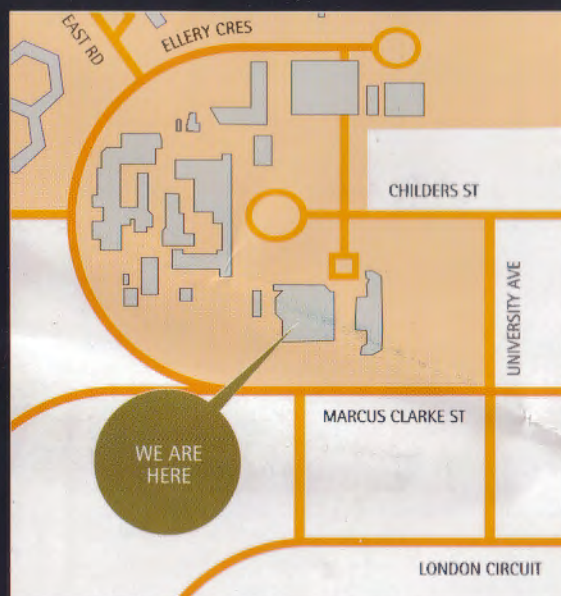 EAST RD
ELLERY CRES
CHILDERS ST
UNIVERSITY AVE
MARCUS CLARKE ST
WE ARE
HERE
LONDON CIRCUIT